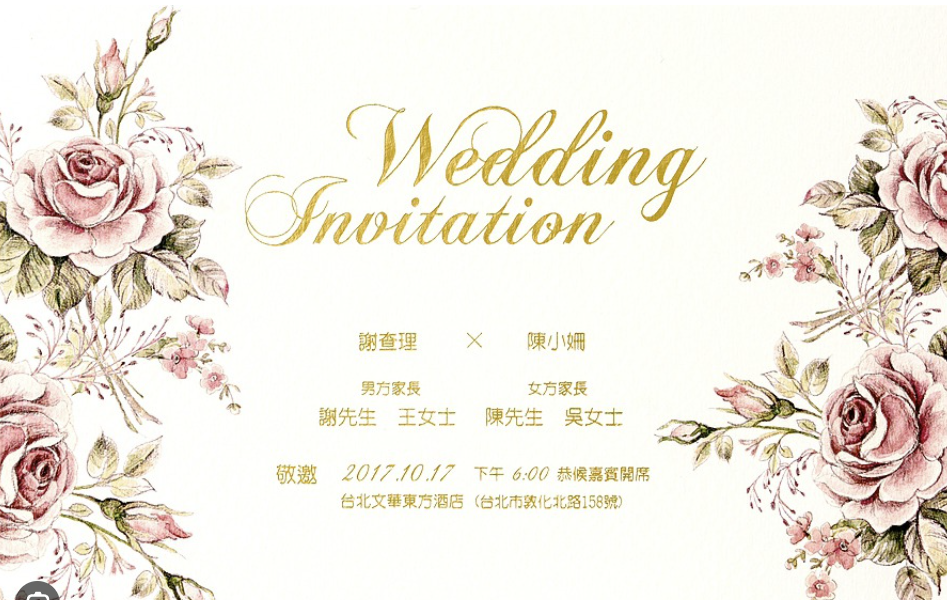 Wedding
Invitation
謝查理 × 陳小姍
男方家長 女方家長
謝先生 王女士 陳先生 吳女士
敬邀 2017.10.17 下午 6:00 恭候嘉賓開席
台北文華東方酒店 (台北市敦化北路158號)